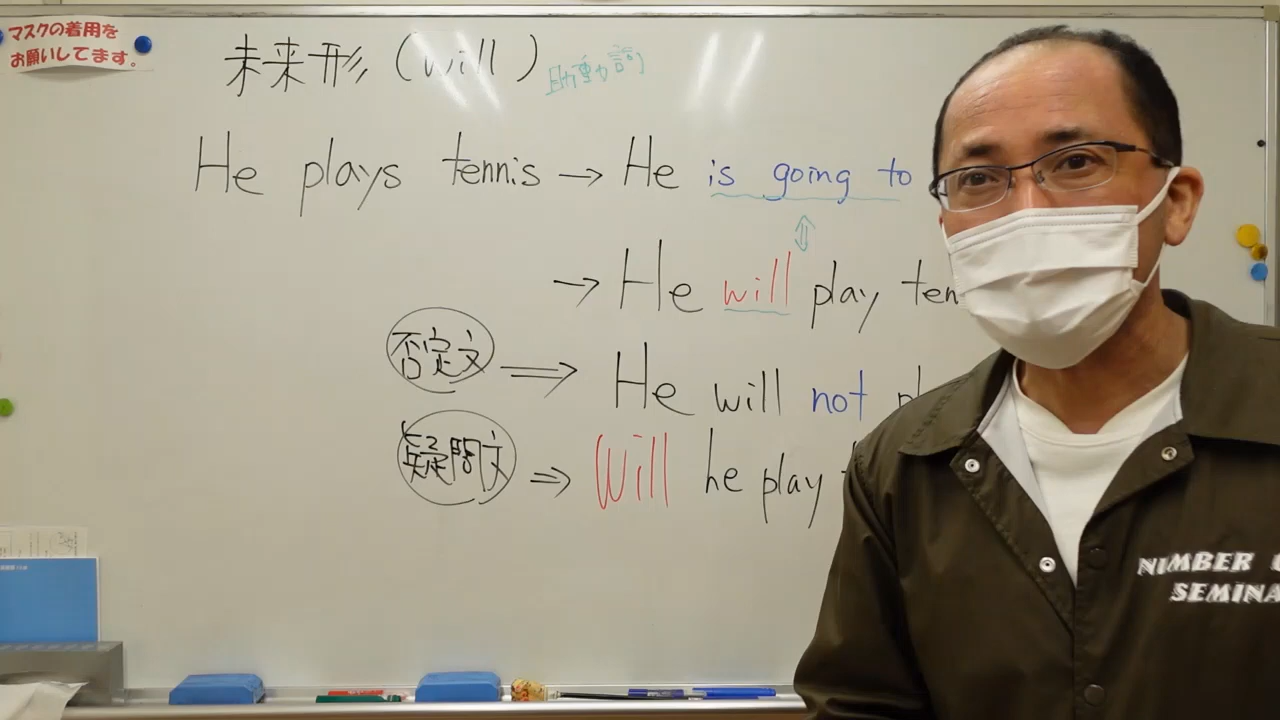 マスクの着用を
お願いしてます。
未来形 (will) 助動詞
He plays tennis → He is going to
⇕
→ He will play ten
否定文 ⇒ He will not pl
疑問文 ⇒ Will he play
NUMBER
SEMINA